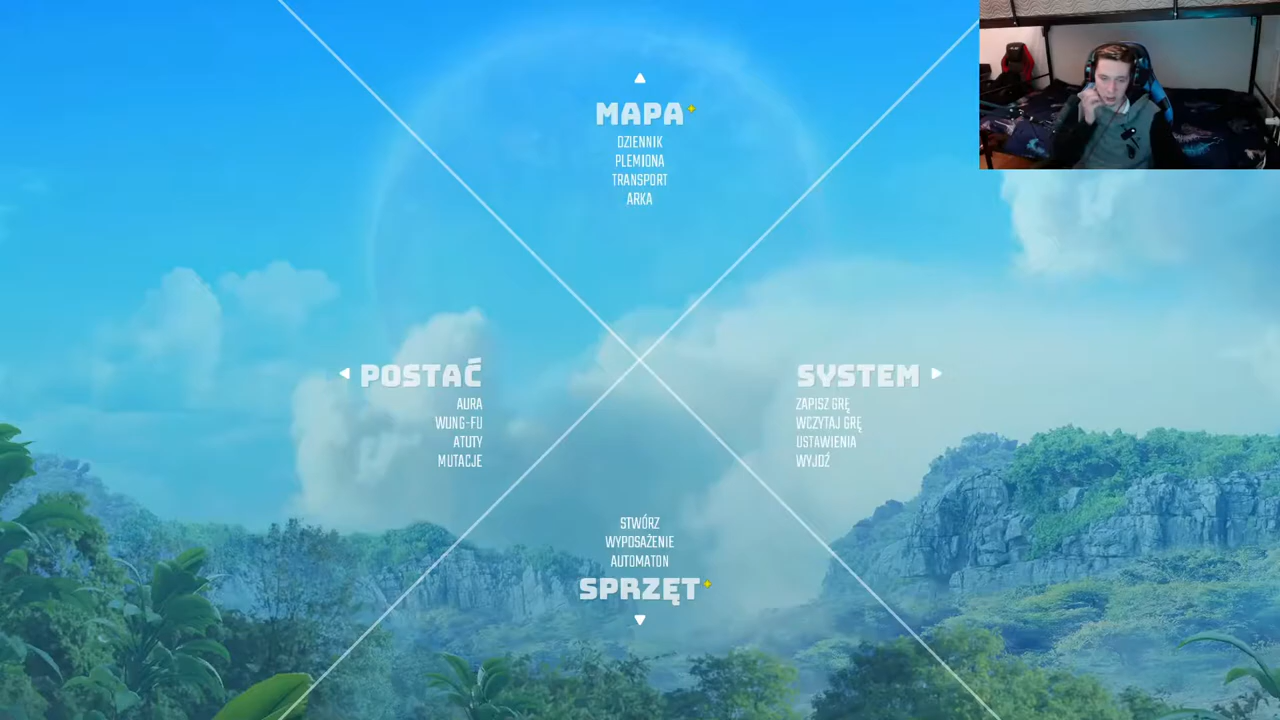 MAPA
DZIENNIK
PLEMIONA
TRANSPORT
ARKA
POSTAĆ
AURA
WUNG-FU
ATUTY
MUTACJE
SYSTEM
ZAPISZ GRĘ
WCZYTAJ GRĘ
USTAWIENIA
WYJDŹ
STWÓRZ
WYPOSAŻENIE
AUTOMATON
SPRZĘT